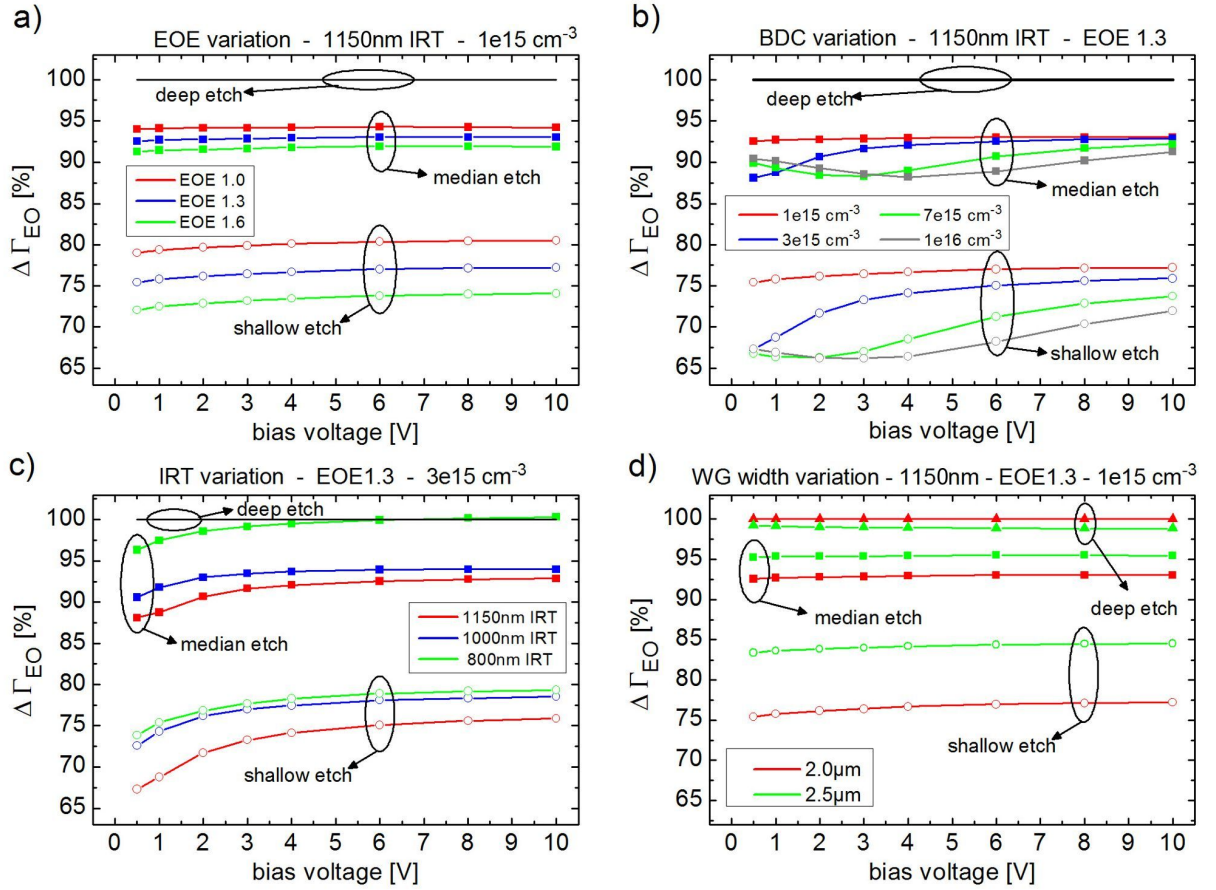 a)
EOE variation - 1150nm IRT - 1e15 cm-3
Δ ΓEO [%]
100
95
90
85
80
75
70
65
deep etch
median etch
EOE 1.0
EOE 1.3
EOE 1.6
shallow etch
0 1 2 3 4 5 6 7 8 9 10
bias voltage [V]
b)
BDC variation - 1150nm IRT - EOE 1.3
Δ ΓEO [%]
100
95
90
85
80
75
70
65
deep etch
median etch
1e15 cm-3 7e15 cm-3
3e15 cm-3 1e16 cm-3
shallow etch
0 1 2 3 4 5 6 7 8 9 10
bias voltage [V]
c)
IRT variation - EOE1.3 - 3e15 cm-3
Δ ΓEO [%]
100
95
90
85
80
75
70
65
deep etch
median etch
1150nm IRT
1000nm IRT
800nm IRT
shallow etch
0 1 2 3 4 5 6 7 8 9 10
bias voltage [V]
d)
WG width variation - 1150nm - EOE1.3 - 1e15 cm-3
Δ ΓEO [%]
100
95
90
85
80
75
70
65
deep etch
median etch
shallow etch
2.0µm
2.5µm
0 1 2 3 4 5 6 7 8 9 10
bias voltage [V]